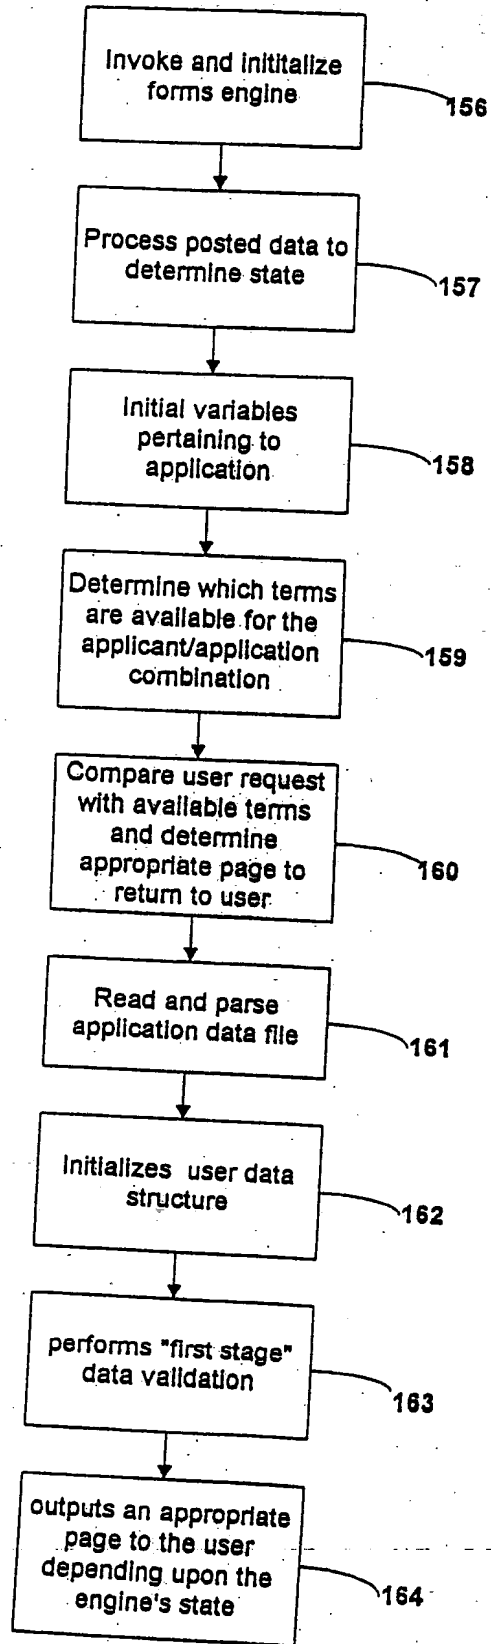 Invoke and inititalize
forms engine
156
Process posted data to
determine state
157
Initial variables
pertaining to
application
158
Determine which terms
are available for the
applicant/application
combination
159
Compare user request
with available terms
and determine
appropriate page to
return to user
160
Read and parse
application data file
161
Initializes user data
structure
162
performs "first stage"
data validation
163
outputs an appropriate
page to the user
depending upon the
engine's state
164